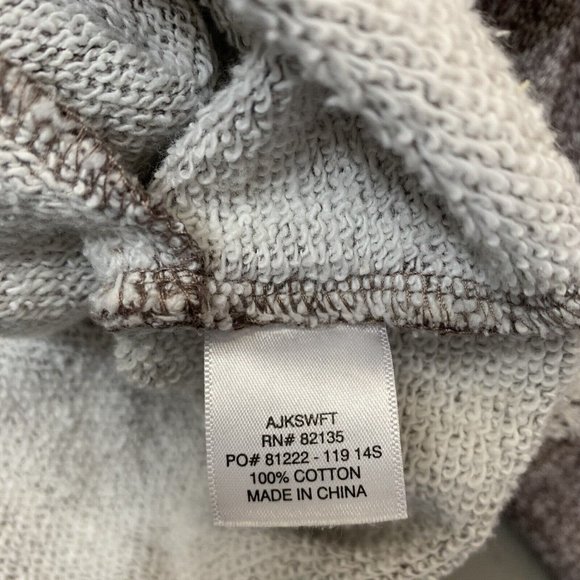 AJKSWFT
RN# 82135
PO# 81222 - 119 14S
100% COTTON
MADE IN CHINA